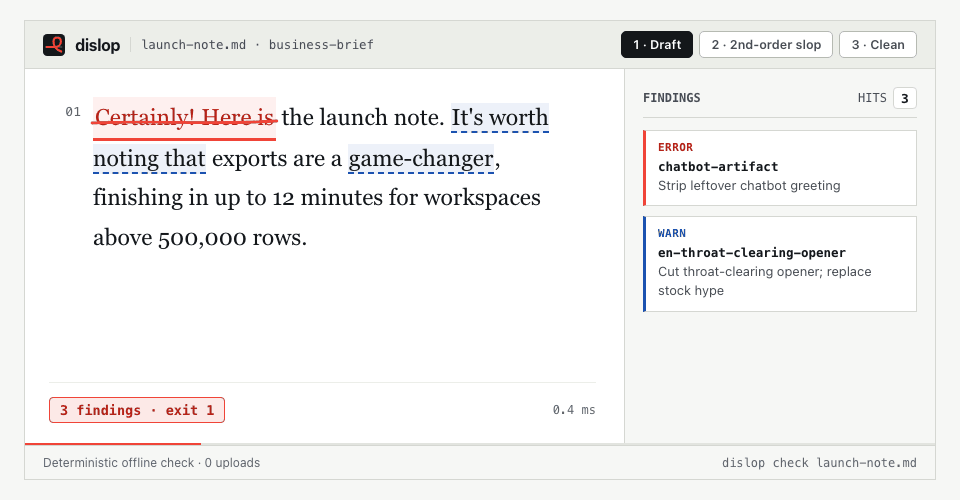 dislop
launch-note.md · business-brief
1 · Draft
2 · 2nd-order slop
3 · Clean
01
Certainly! Here is the launch note. It's worth
noting that exports are a game-changer,
finishing in up to 12 minutes for workspaces
above 500,000 rows.
3 findings · exit 1
0.4 ms
FINDINGS
HITS 3
ERROR
chatbot-artifact
Strip leftover chatbot greeting
WARN
en-throat-clearing-opener
Cut throat-clearing opener; replace
stock hype
Deterministic offline check · 0 uploads
dislop check launch-note.md